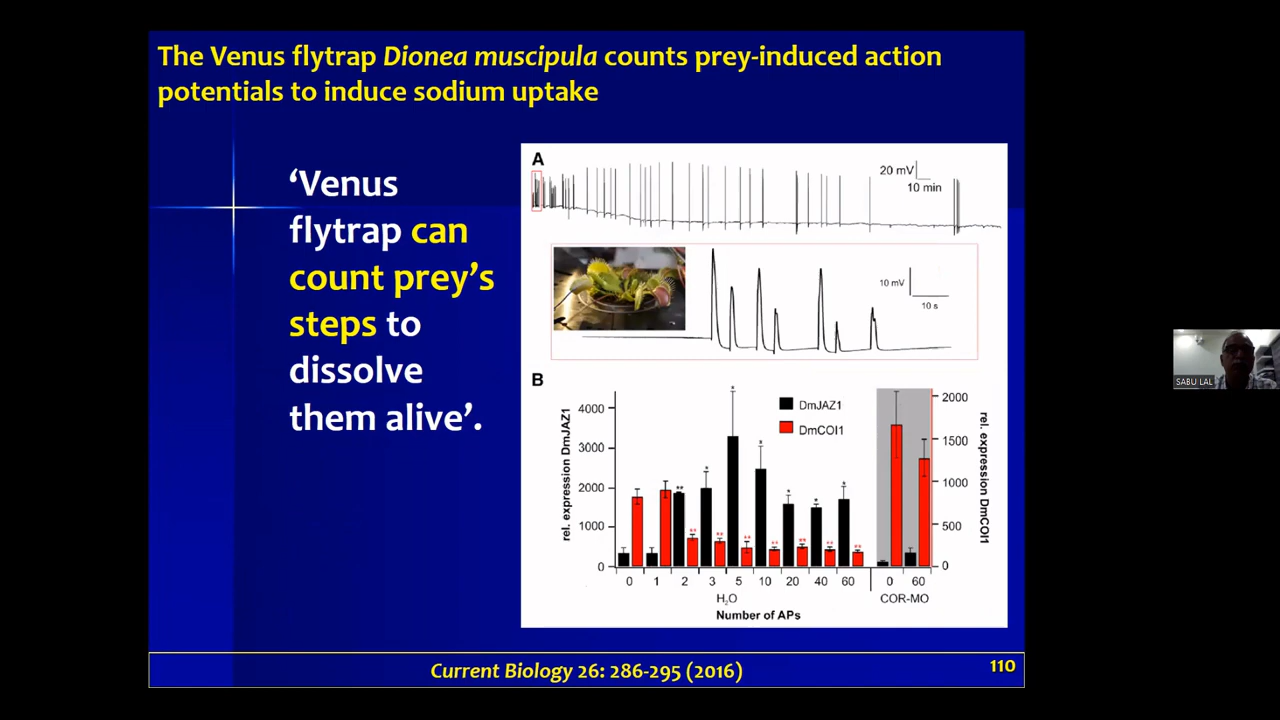 The Venus flytrap Dionea muscipula counts prey-induced action
potentials to induce sodium uptake
‘Venus
flytrap can
count prey’s
steps to
dissolve
them alive’.
A
20 mV
10 min
10 mV
10 s
B
DmJAZ1
DmCOI1
rel. expression DmJAZ1
4000
3000
2000
1000
0
** * * * * * *
** ** ** ** ** ** **
2000
1500
1000
500
0
rel. expression DmCOI1
0 1 2 3 5 10 20 40 60 0 60
H2O COR-MO
Number of APs
Current Biology 26: 286-295 (2016)
110
SABU LAL